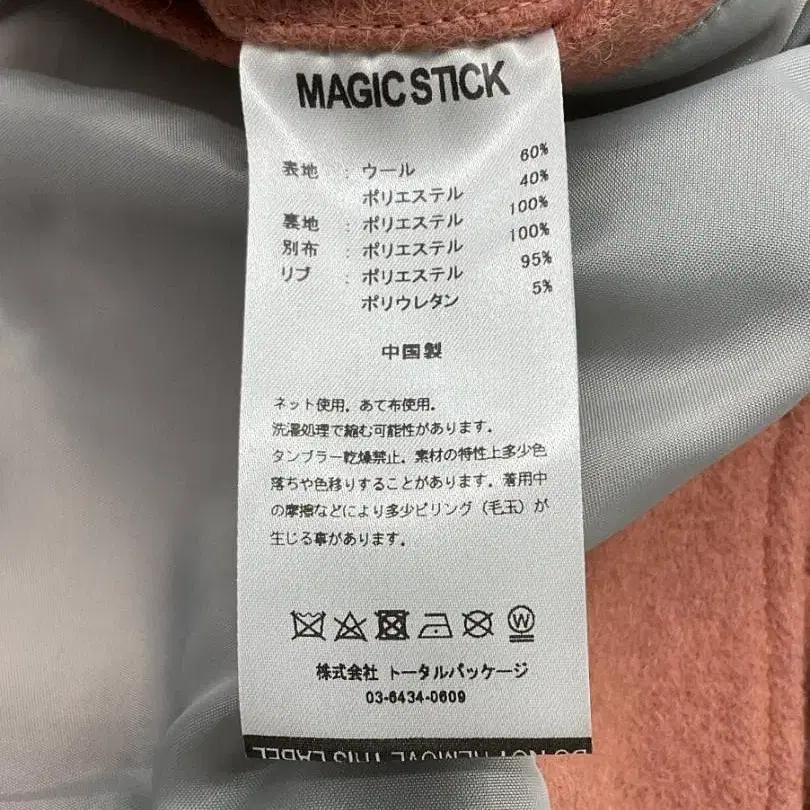 MAGIC STICK
表地 : ウール 60%
ポリエステル 40%
裏地 : ポリエステル 100%
別布 : ポリエステル 100%
リブ : ポリエステル 95%
ポリウレタン 5%
中国製
ネット使用．あて布使用．
洗濯処理で縮む可能性があります．
タンブラー乾燥禁止．素材の特性上多少色
落ちや色移りすることがあります．着用中
の摩擦などにより多少ピリング（毛玉）が
生じる事があります．
W
株式会社 トータルパッケージ
03-6434-0609
DO NOT REMOVE THIS LABEL